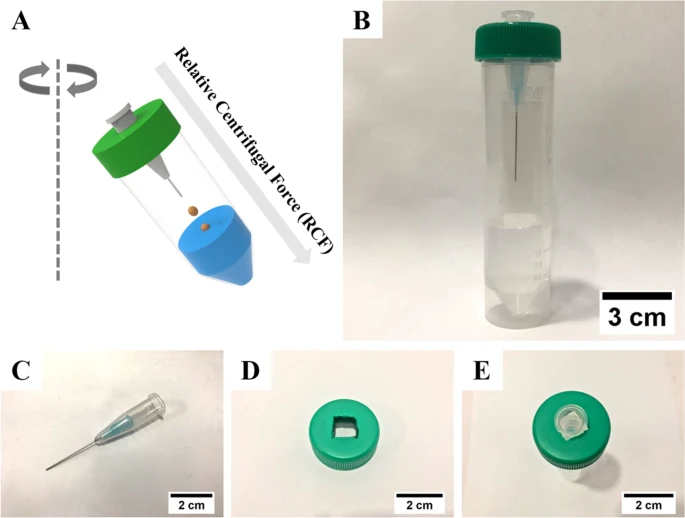 A
Relative Centrifugal Force (RCF)
B
3 cm
C
2 cm
D
2 cm
E
2 cm